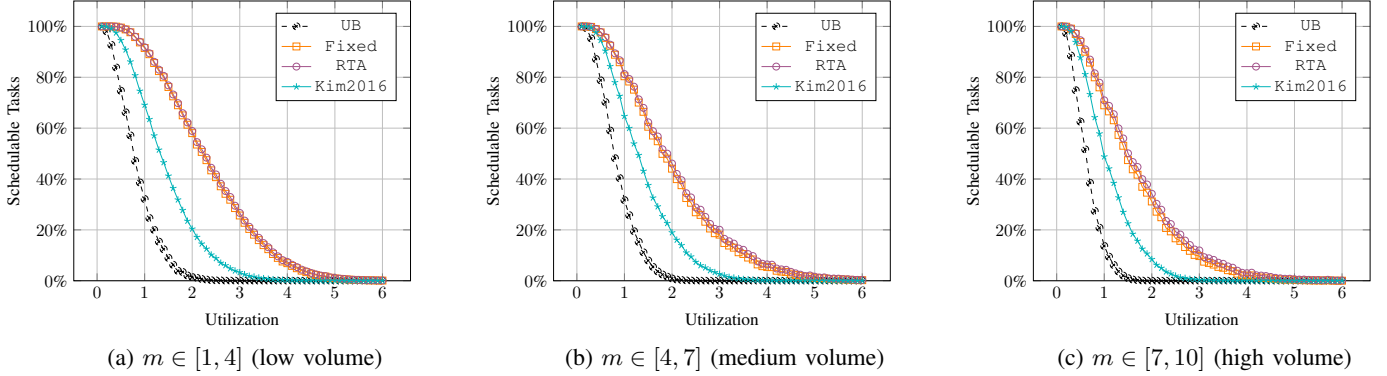 100%
80%
60%
40%
20%
0%
Schedulable Tasks
0 1 2 3 4 5 6
Utilization
UB
Fixed
RTA
Kim2016
(a) m ∈ [1, 4] (low volume)
100%
80%
60%
40%
20%
0%
Schedulable Tasks
0 1 2 3 4 5 6
Utilization
UB
Fixed
RTA
Kim2016
(b) m ∈ [4, 7] (medium volume)
100%
80%
60%
40%
20%
0%
Schedulable Tasks
0 1 2 3 4 5 6
Utilization
UB
Fixed
RTA
Kim2016
(c) m ∈ [7, 10] (high volume)